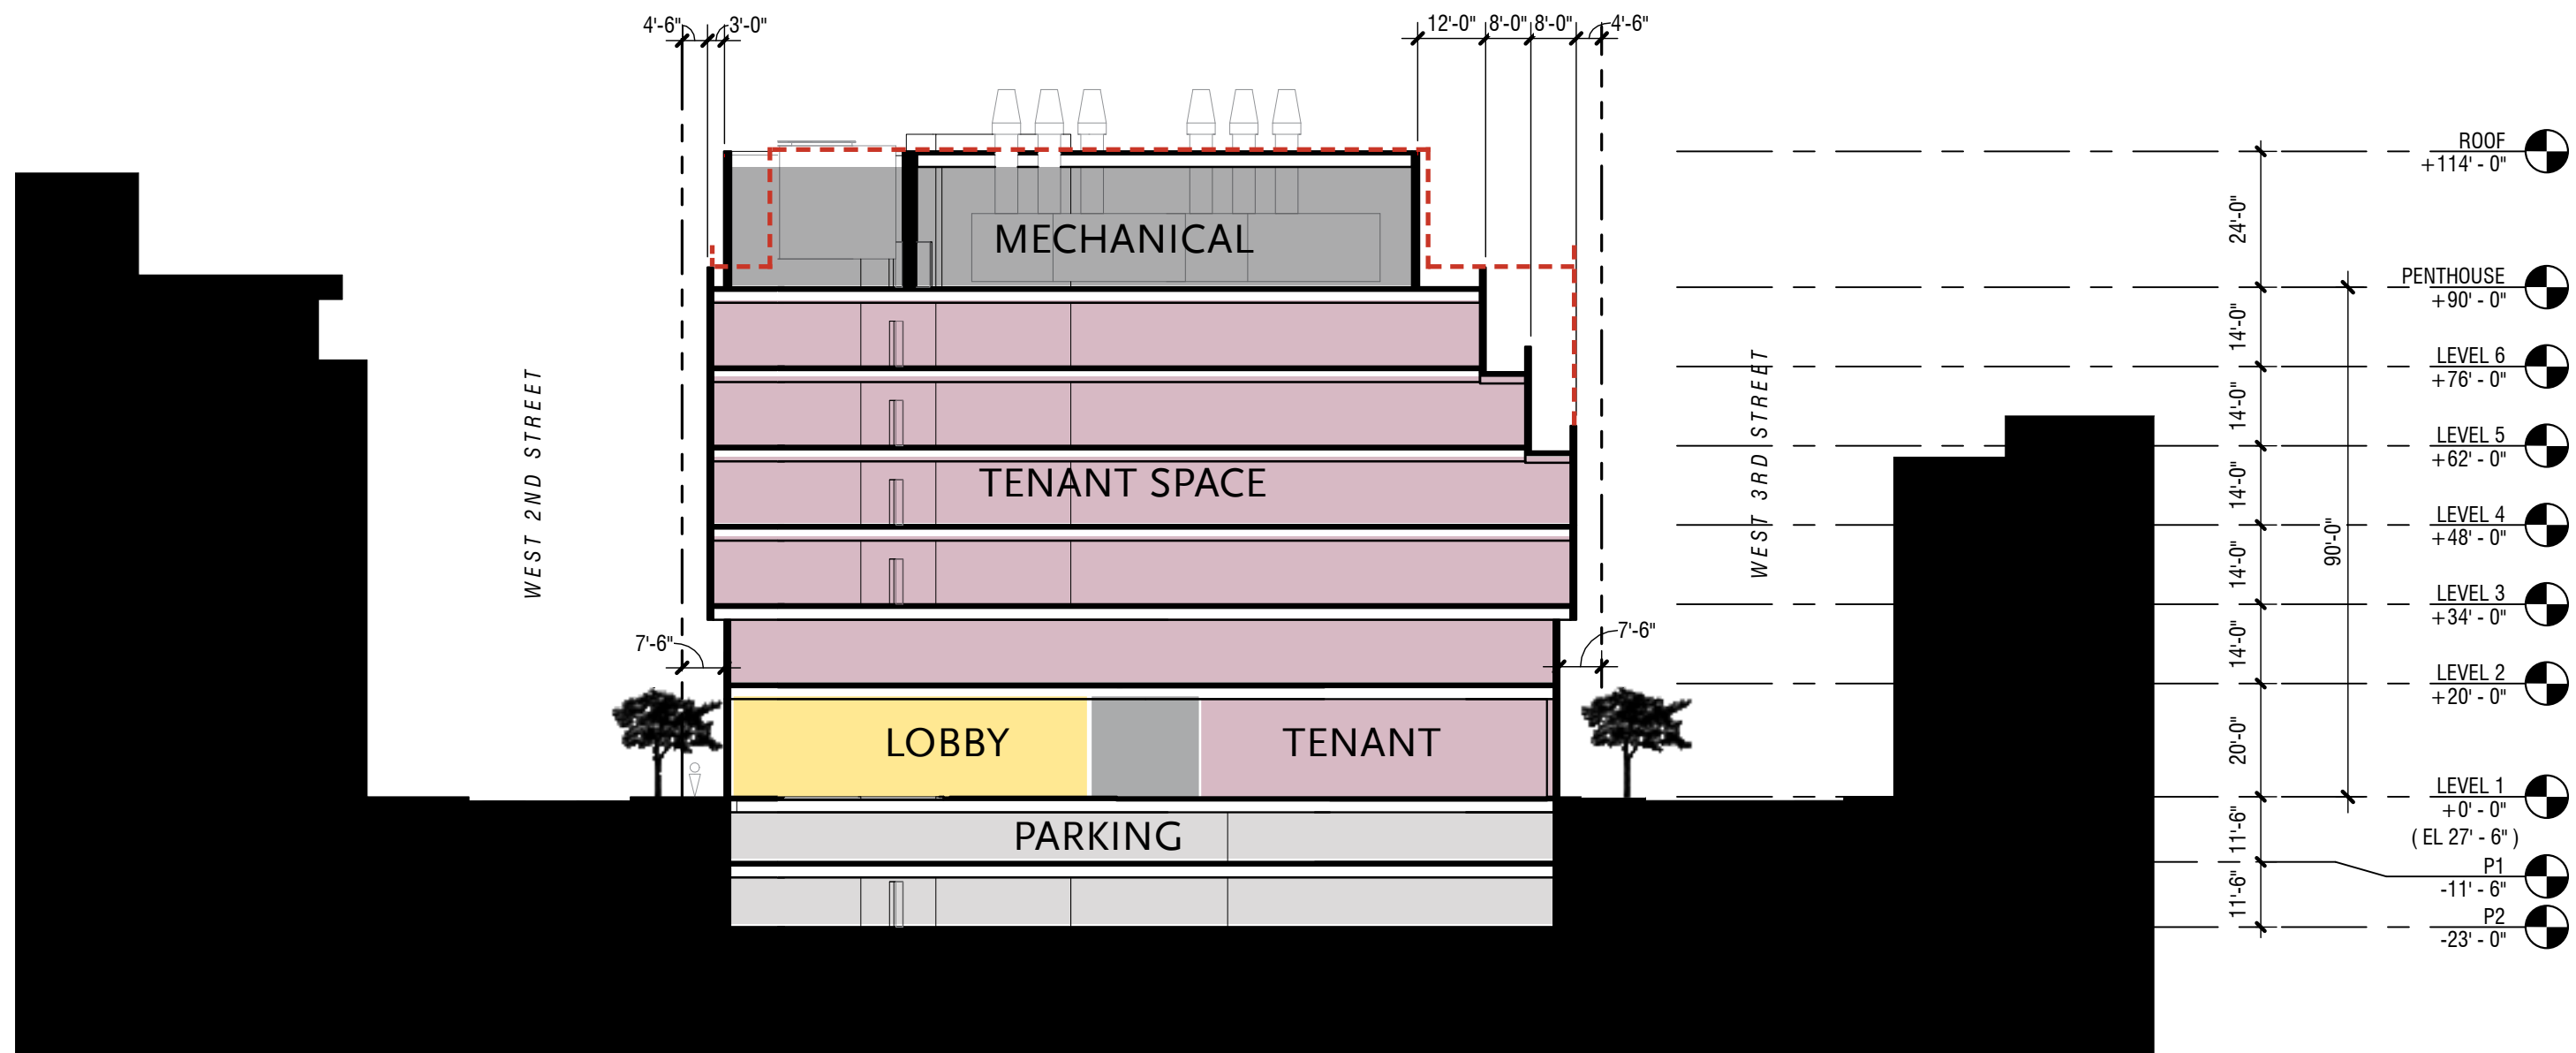 4'-6"
3'-0"
12'-0"
8'-0"
8'-0"
4'-6"
MECHANICAL
TENANT SPACE
LOBBY
TENANT
PARKING
7'-6"
7'-6"
WEST 2ND STREET
WEST 3RD STREET
24'-0"
14'-0"
14'-0"
14'-0"
14'-0"
14'-0"
20'-0"
11'-6"
11'-6"
90'-0"
ROOF
+114' - 0"
PENTHOUSE
+90' - 0"
LEVEL 6
+76' - 0"
LEVEL 5
+62' - 0"
LEVEL 4
+48' - 0"
LEVEL 3
+34' - 0"
LEVEL 2
+20' - 0"
LEVEL 1
+0' - 0"
( EL 27' - 6" )
P1
-11' - 6"
P2
-23' - 0"